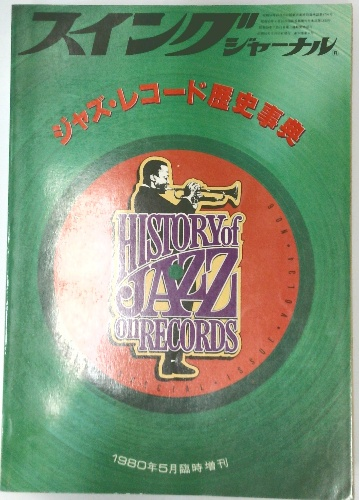 スイングジャーナル
ジャズ・レコード歴史事典
HISTORY of
JAZZ
on RECORDS
1980年5月臨時増刊